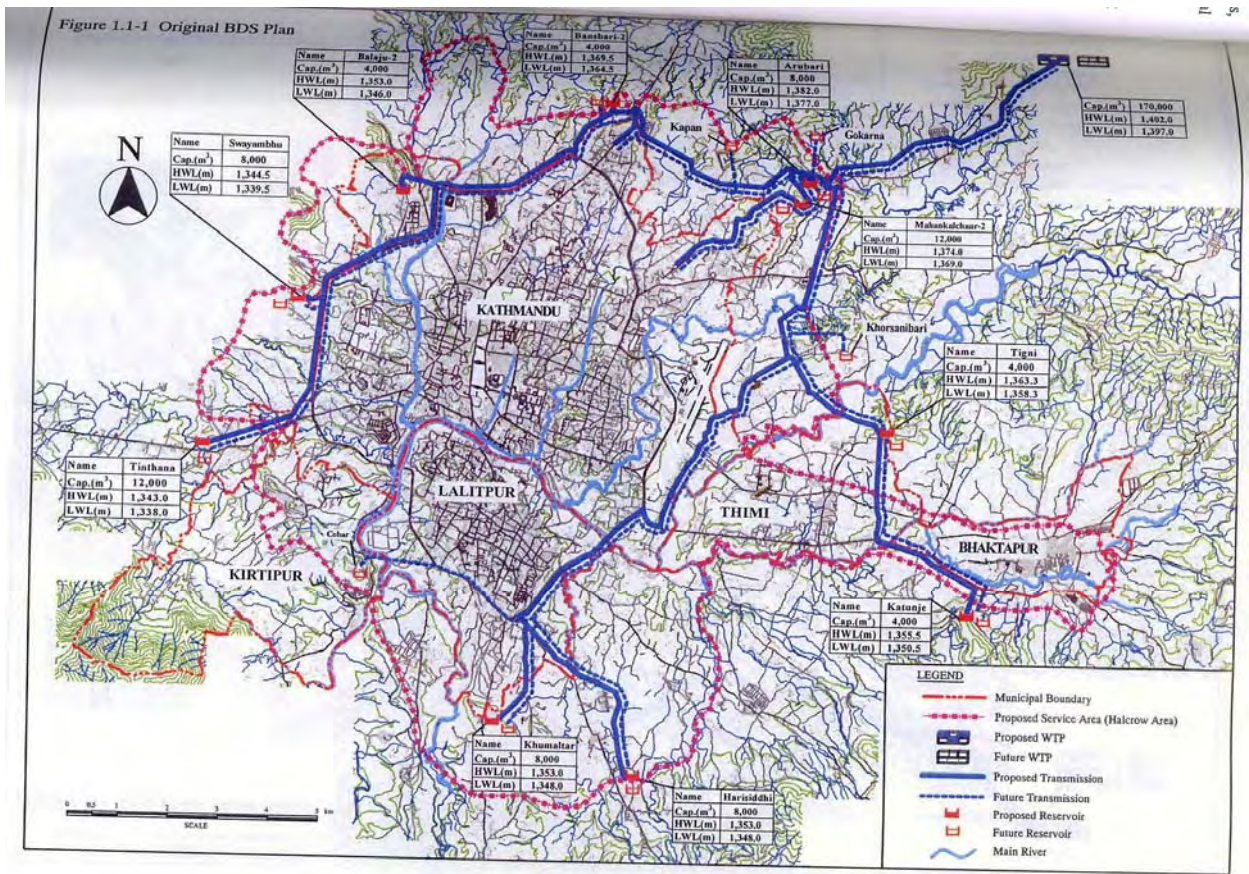 Figure 1.1-1 Original BDS Plan
Name Bansbari-2
Cap.(m³) 4,000
HWL(m) 1,369.5
LWL(m) 1,364.5
Name Balaju-2
Cap.(m³) 4,000
HWL(m) 1,353.0
LWL(m) 1,346.0
Name Arubari
Cap.(m³) 8,000
HWL(m) 1,382.0
LWL(m) 1,377.0
Cap.(m³) 170,000
HWL(m) 1,402.0
LWL(m) 1,397.0
Kapan
Gokarna
N
Name Swayambhu
Cap.(m³) 8,000
HWL(m) 1,344.5
LWL(m) 1,339.5
Name Mahankalchaur-2
Cap.(m³) 12,000
HWL(m) 1,374.0
LWL(m) 1,369.0
KATHMANDU
Khorsanibari
Name Tigni
Cap.(m³) 4,000
HWL(m) 1,363.3
LWL(m) 1,358.3
Name Tinthana
Cap.(m³) 12,000
HWL(m) 1,343.0
LWL(m) 1,338.0
LALITPUR
THIMI
BHAKTAPUR
Cobar
KIRTIPUR
Name Katunje
Cap.(m³) 4,000
HWL(m) 1,355.5
LWL(m) 1,350.5
Name Khumaltar
Cap.(m³) 8,000
HWL(m) 1,353.0
LWL(m) 1,348.0
Name Harisiddhi
Cap.(m³) 8,000
HWL(m) 1,353.0
LWL(m) 1,348.0
0 0.5 1 2 3 4 5 km
SCALE
LEGEND
Municipal Boundary
Proposed Service Area (Halcrow Area)
Proposed WTP
Future WTP
Proposed Transmission
Future Transmission
Proposed Reservoir
Future Reservoir
Main River